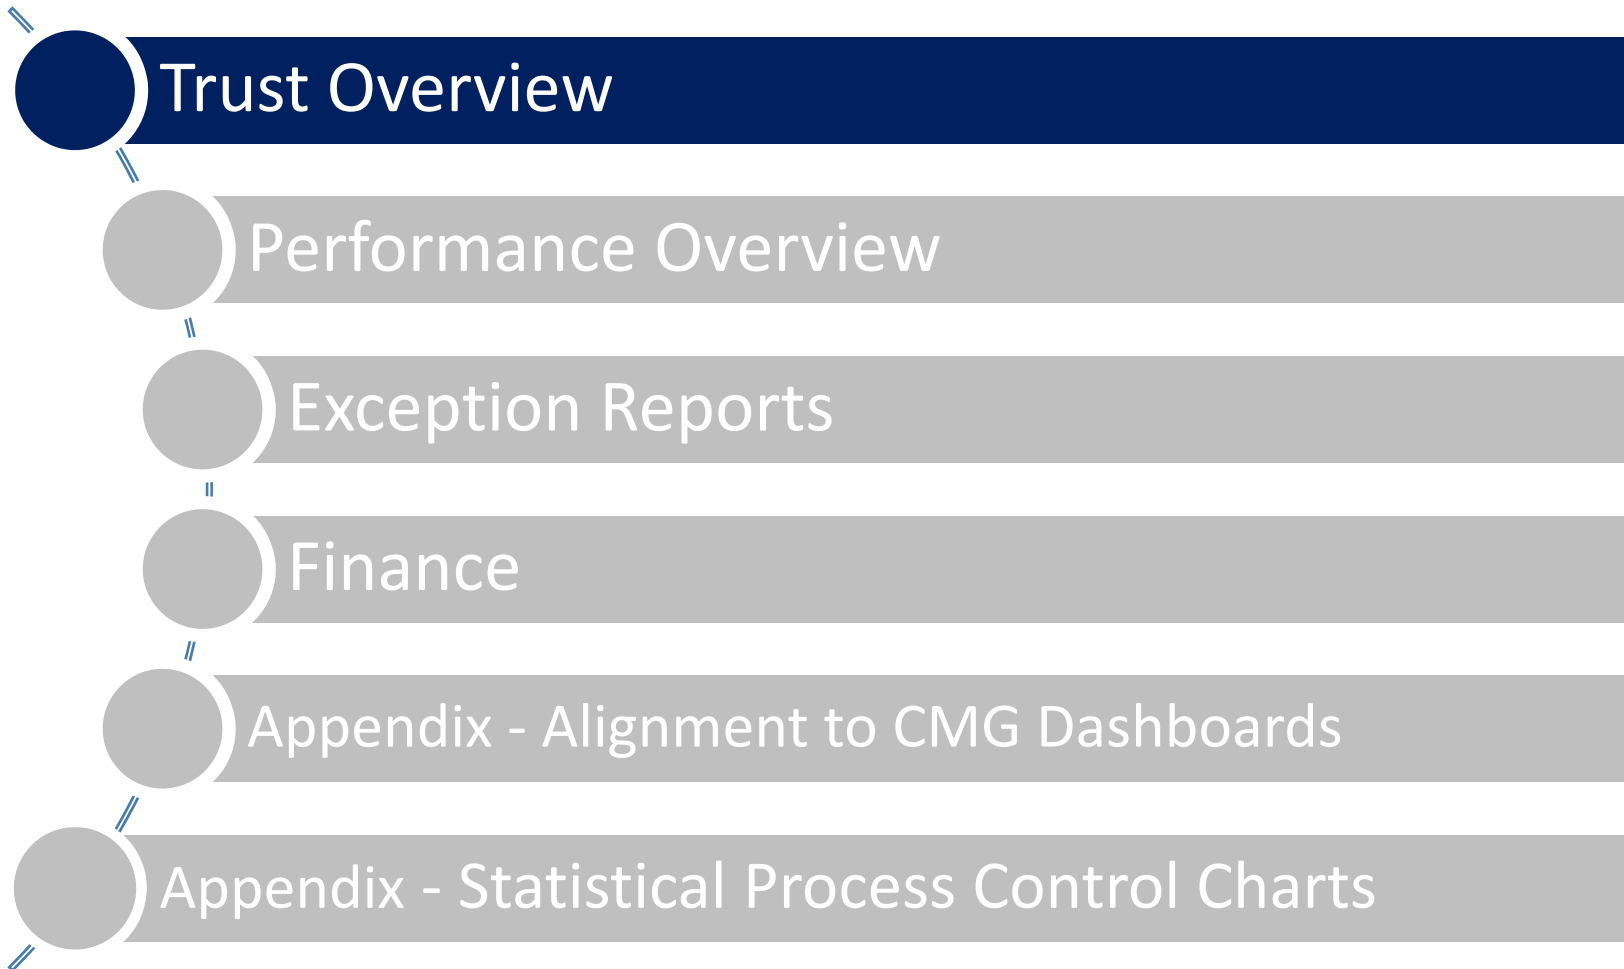 Trust Overview
Performance Overview
Exception Reports
Finance
Appendix - Alignment to CMG Dashboards
Appendix - Statistical Process Control Charts